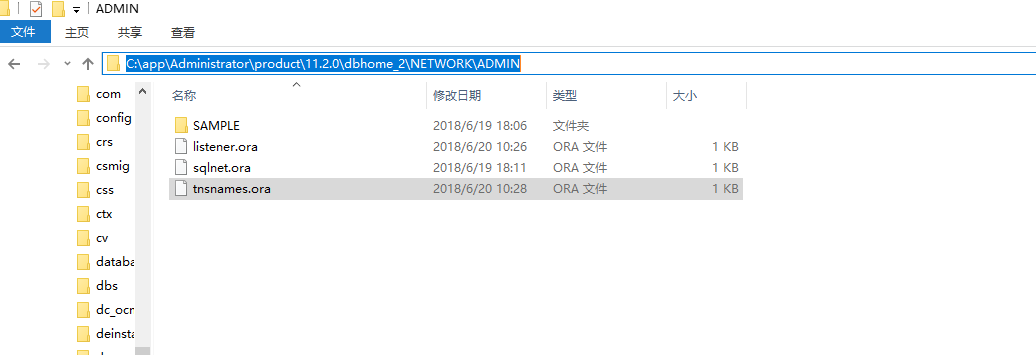 ADMIN
文件 主页 共享 查看
C:\app\Administrator\product\11.2.0\dbhome_2\NETWORK\ADMIN
名称 修改日期 类型 大小
com
config
crs
csmig
css
ctx
cv
databa
dbs
dc_ocr
deinsta
SAMPLE 2018/6/19 18:06 文件夹
listener.ora 2018/6/20 10:26 ORA 文件 1 KB
sqlnet.ora 2018/6/19 18:11 ORA 文件 1 KB
tnsnames.ora 2018/6/20 10:28 ORA 文件 1 KB